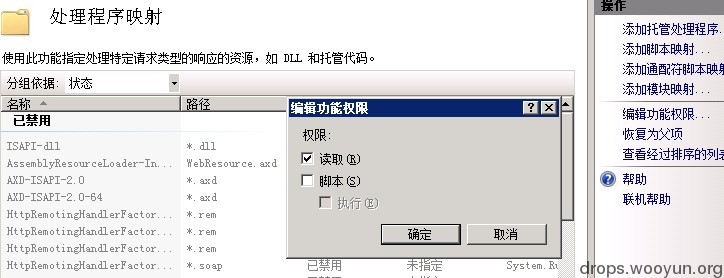 处理程序映射
使用此功能指定处理特定请求类型的响应的资源，如 DLL 和托管代码。
分组依据: 状态
名称 路径
已禁用
ISAPI-dll *.dll
AssemblyResourceLoader-In... WebResource.axd
AXD-ISAPI-2.0 *.axd
AXD-ISAPI-2.0-64 *.axd
HttpRemotingHandlerFactor... *.rem
HttpRemotingHandlerFactor... *.rem
HttpRemotingHandlerFactor... *.rem
HttpRemotingHandlerFactor... *.soap 已禁用 未指定 System.Ru
编辑功能权限
权限:
读取(R)
脚本(S)
执行(E)
确定 取消
操作
添加托管处理程序.
添加脚本映射...
添加通配符脚本映
添加模块映射...
编辑功能权限...
恢复为父项
查看经过排序的列表
帮助
联机帮助
drops.wooyun.org